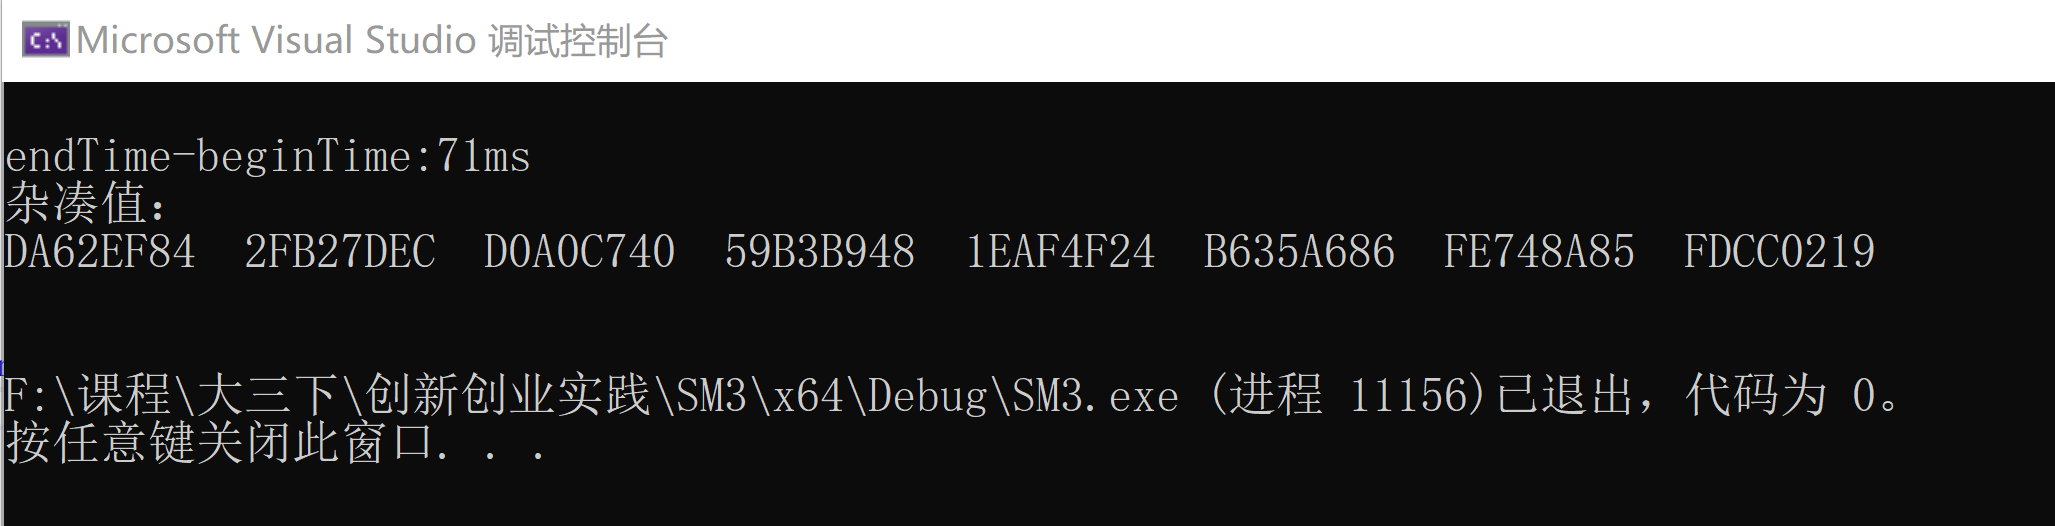 Microsoft Visual Studio 调试控制台
endTime-beginTime:71ms
杂凑值：
DA62EF84  2FB27DEC  D0A0C740  59B3B948  1EAF4F24  B635A686  FE748A85  FDCC0219
F:\课程\大三下\创新创业实践\SM3\x64\Debug\SM3.exe (进程 11156)已退出，代码为 0。
按任意键关闭此窗口. . .